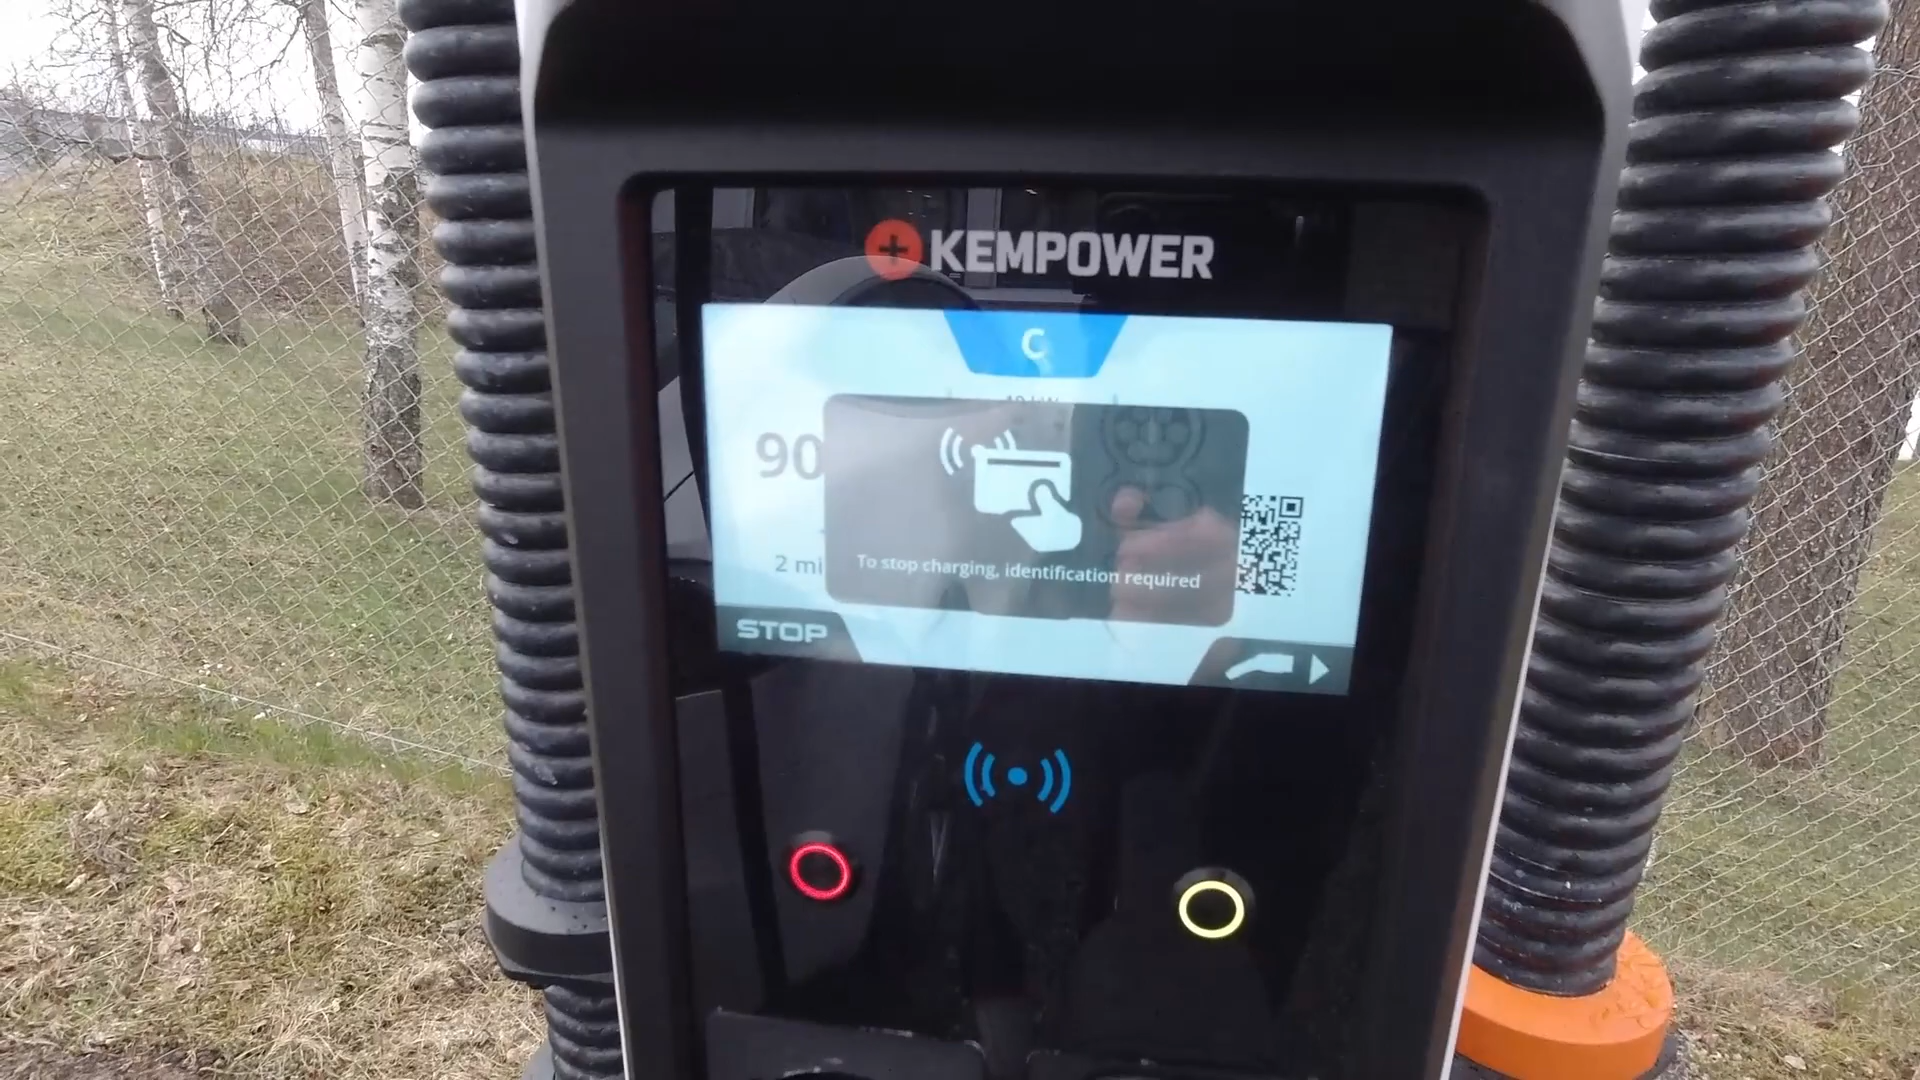 KEMPOWER
C
90
2 mi
To stop charging, identification required
STOP